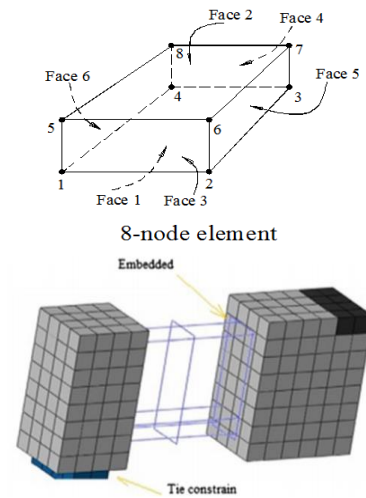 Face 2
Face 4
8
7
Face 6
Face 5
4
3
5
6
1
2
Face 1
Face 3
8-node element
Embedded
Tie constrain